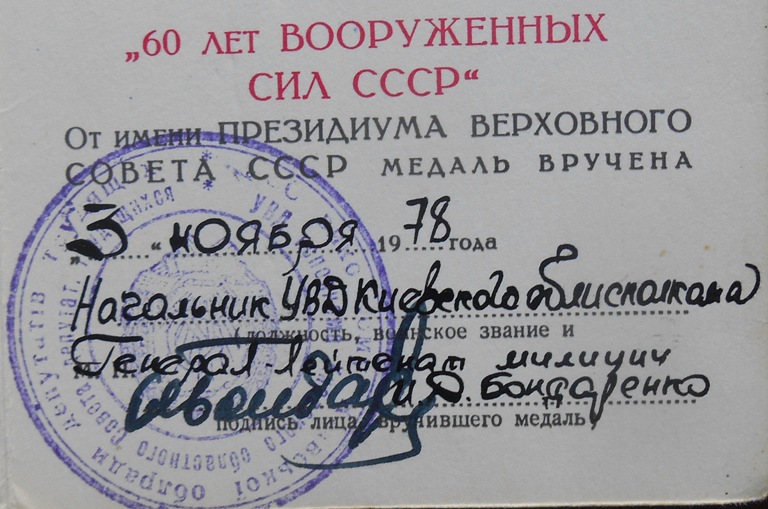 „60 ЛЕТ ВООРУЖЕННЫХ
СИЛ СССР“
От имени ПРЕЗИДИУМА ВЕРХОВНОГО
СОВЕТА СССР МЕДАЛЬ ВРУЧЕНА
„3“ ноября 1978 года
Начальник УВД Киевского облисполкома
(должность, воинское звание и
Генерал-лейтенант милиции
И.Д. Бондаренко
подпись лица, вручившего медаль)